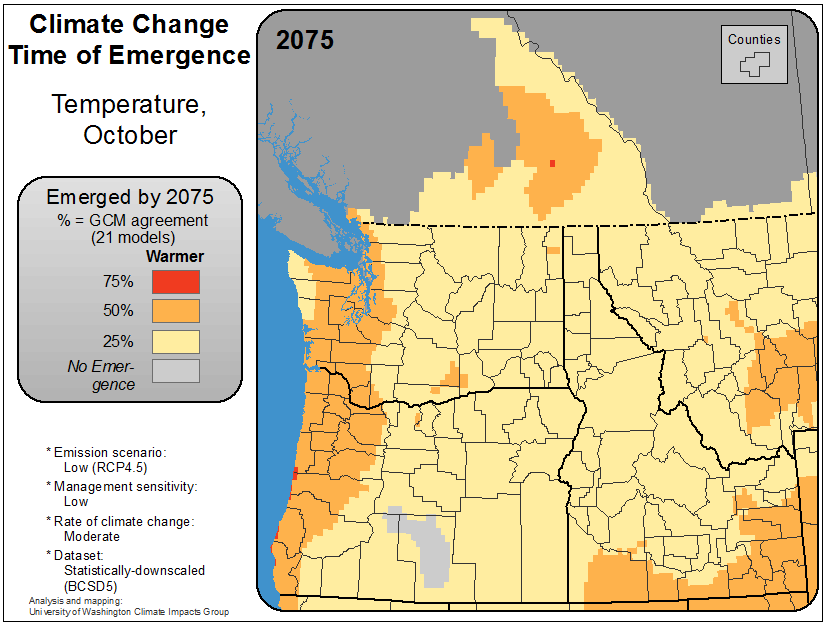 Climate Change
Time of Emergence
Temperature,
October
Emerged by 2075
% = GCM agreement
(21 models)
Warmer
75%
50%
25%
No Emer-
gence
* Emission scenario:
Low (RCP4.5)
* Management sensitivity:
Low
* Rate of climate change:
Moderate
* Dataset:
Statistically-downscaled
(BCSD5)
Analysis and mapping:
University of Washington Climate Impacts Group
2075
Counties